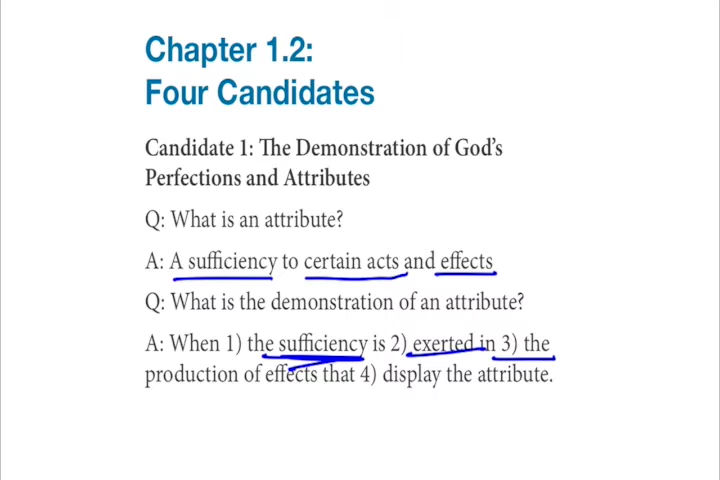 Chapter 1.2:
Four Candidates
Candidate 1: The Demonstration of God's
Perfections and Attributes
Q: What is an attribute?
A: A sufficiency to certain acts and effects
Q: What is the demonstration of an attribute?
A: When 1) the sufficiency is 2) exerted in 3) the
production of effects that 4) display the attribute.